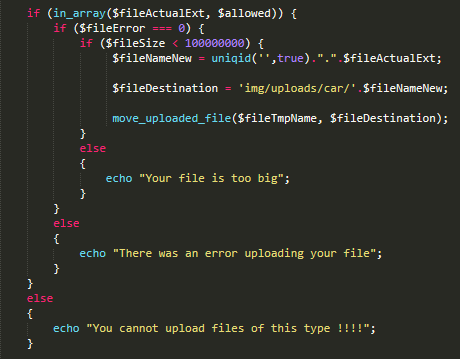 if (in_array($fileActualExt, $allowed)) {
if ($fileError === 0) {
if ($fileSize < 100000000) {
$fileNameNew = uniqid('',true).".".$fileActualExt;
$fileDestination = 'img/uploads/car/'.$fileNameNew;
move_uploaded_file($fileTmpName, $fileDestination);
}
else
{
echo "Your file is too big";
}
}
else
{
echo "There was an error uploading your file";
}
}
else
{
echo "You cannot upload files of this type !!!!";
}